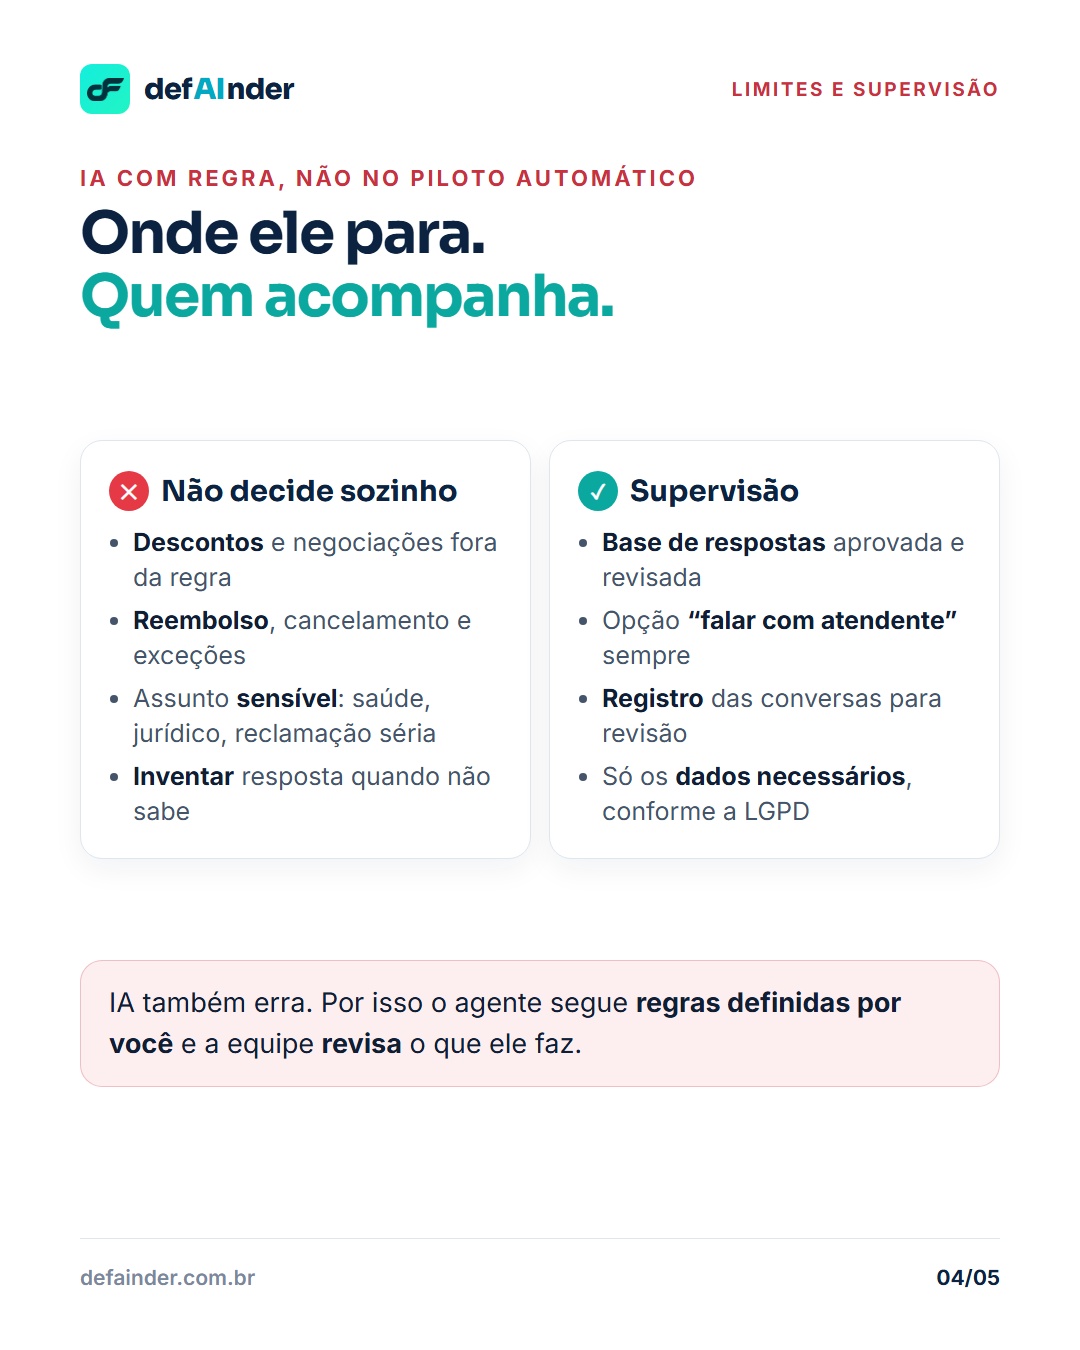 defAInder
LIMITES E SUPERVISÃO
IA COM REGRA, NÃO NO PILOTO AUTOMÁTICO
Onde ele para.
Quem acompanha.
Não decide sozinho
• Descontos e negociações fora
da regra
• Reembolso, cancelamento e
exceções
• Assunto sensível: saúde,
jurídico, reclamação séria
• Inventar resposta quando não
sabe
Supervisão
• Base de respostas aprovada e
revisada
• Opção “falar com atendente”
sempre
• Registro das conversas para
revisão
• Só os dados necessários,
conforme a LGPD
IA também erra. Por isso o agente segue regras definidas por
você e a equipe revisa o que ele faz.
defainder.com.br
04/05